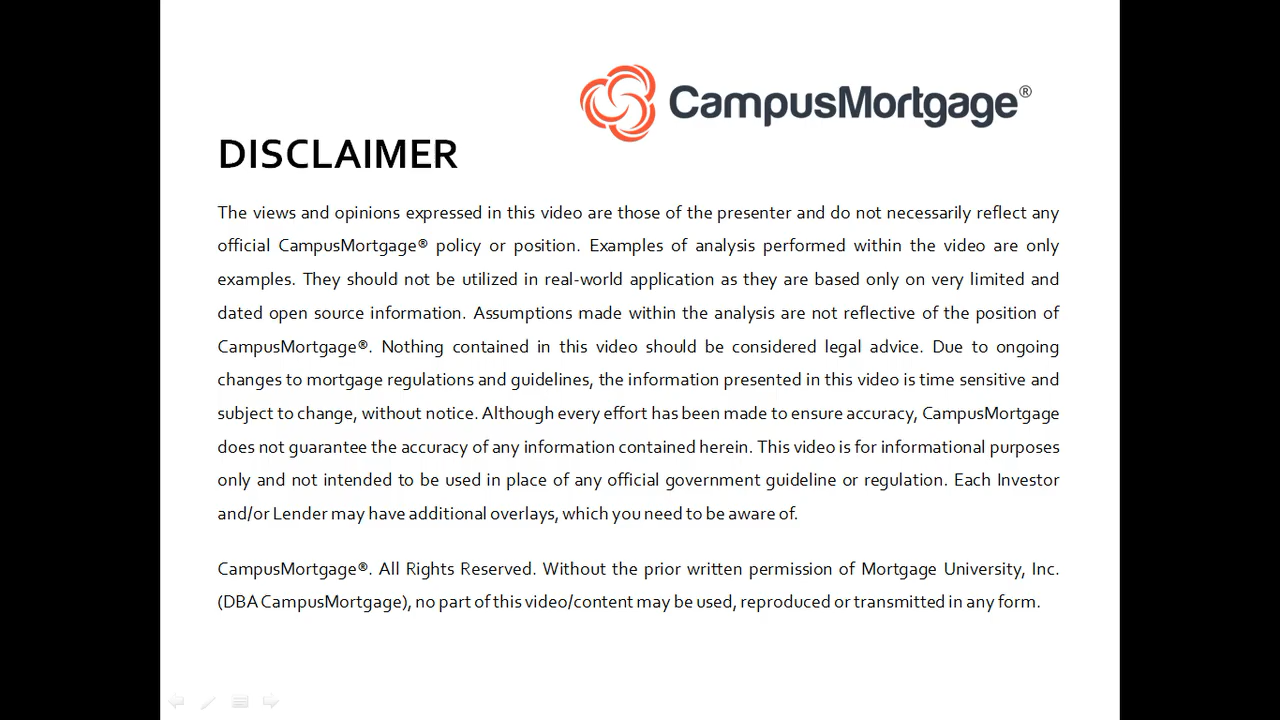 CampusMortgage®
DISCLAIMER
The views and opinions expressed in this video are those of the presenter and do not necessarily reflect any
official CampusMortgage® policy or position. Examples of analysis performed within the video are only
examples. They should not be utilized in real-world application as they are based only on very limited and
dated open source information. Assumptions made within the analysis are not reflective of the position of
CampusMortgage®. Nothing contained in this video should be considered legal advice. Due to ongoing
changes to mortgage regulations and guidelines, the information presented in this video is time sensitive and
subject to change, without notice. Although every effort has been made to ensure accuracy, CampusMortgage
does not guarantee the accuracy of any information contained herein. This video is for informational purposes
only and not intended to be used in place of any official government guideline or regulation. Each Investor
and/or Lender may have additional overlays, which you need to be aware of.
CampusMortgage®. All Rights Reserved. Without the prior written permission of Mortgage University, Inc.
(DBA CampusMortgage), no part of this video/content may be used, reproduced or transmitted in any form.